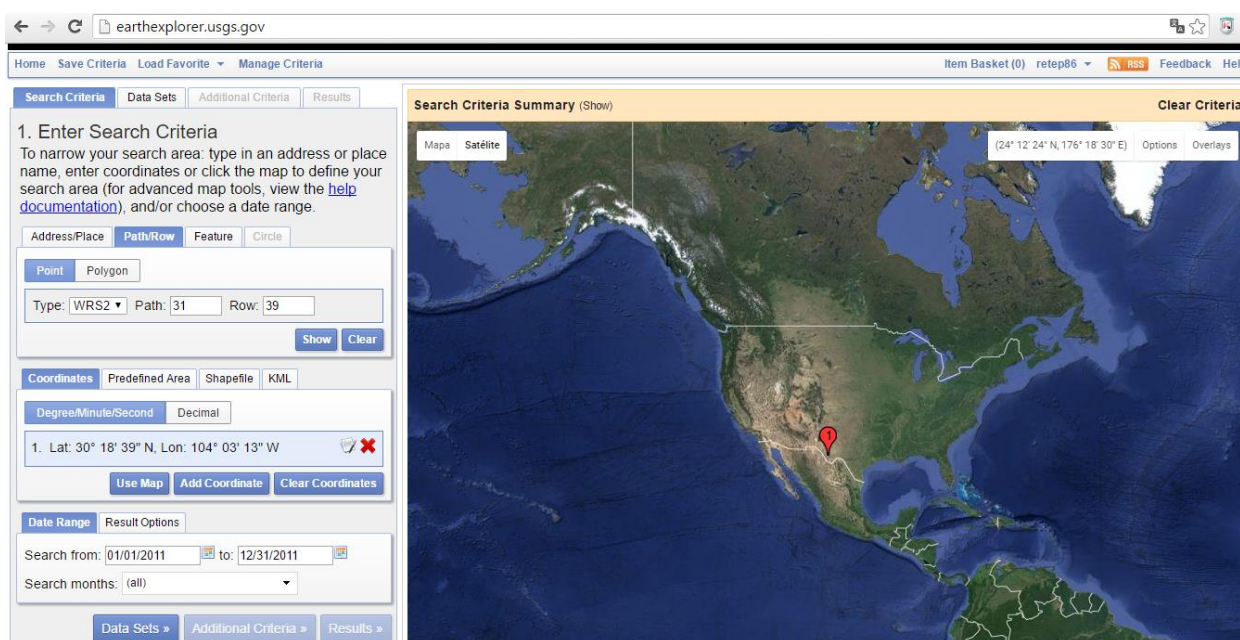 earthexplorer.usgs.gov
Home Save Criteria Load Favorite Manage Criteria
Item Basket (0) retep86 RSS Feedback Hel
Search Criteria Data Sets Additional Criteria Results
1. Enter Search Criteria
To narrow your search area: type in an address or place
name, enter coordinates or click the map to define your
search area (for advanced map tools, view the help
documentation), and/or choose a date range.
Address/Place Path/Row Feature Circle
Point Polygon
Type: WRS2 Path: 31 Row: 39
Show Clear
Coordinates Predefined Area Shapefile KML
Degree/Minute/Second Decimal
1. Lat: 30° 18' 39" N, Lon: 104° 03' 13" W
Use Map Add Coordinate Clear Coordinates
Date Range Result Options
Search from: 01/01/2011 to: 12/31/2011
Search months: (all)
Data Sets » Additional Criteria » Results »
Search Criteria Summary (Show) Clear Criteria
Mapa Satélite
(24° 12' 24" N, 176° 18' 30" E) Options Overlays
1